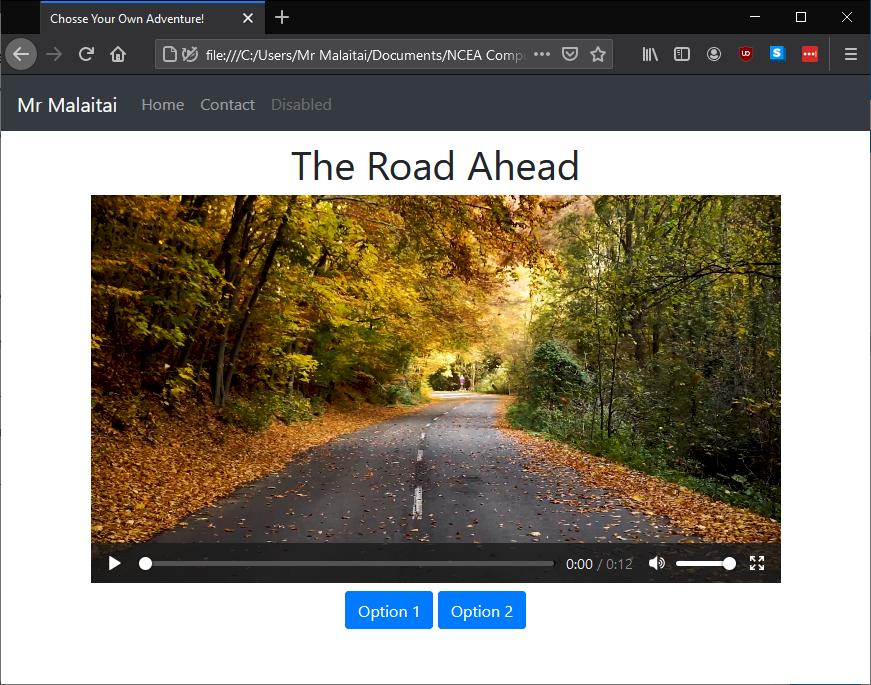 Chosse Your Own Adventure!
file:///C:/Users/Mr Malaitai/Documents/NCEA Comp
Mr Malaitai Home Contact Disabled
The Road Ahead
0:00 / 0:12
Option 1 Option 2